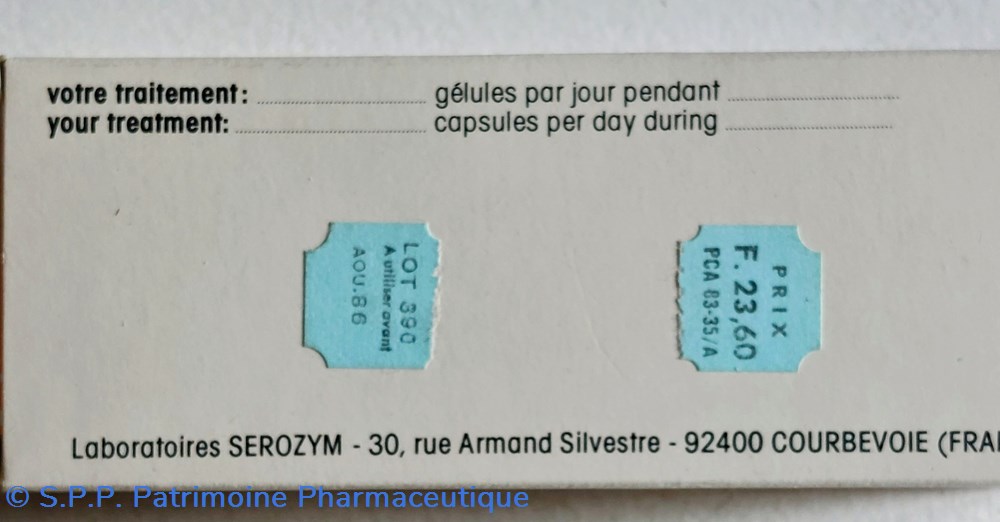 votre traitement: .......... gélules par jour pendant ..........
your treatment: .......... capsules per day during ..........
LOT 390
A utiliser avant
AOU.86
PRIX
F. 23,60
PCA 83-35/A
Laboratoires SEROZYM - 30, rue Armand Silvestre - 92400 COURBEVOIE (FRA
© S.P.P. Patrimoine Pharmaceutique